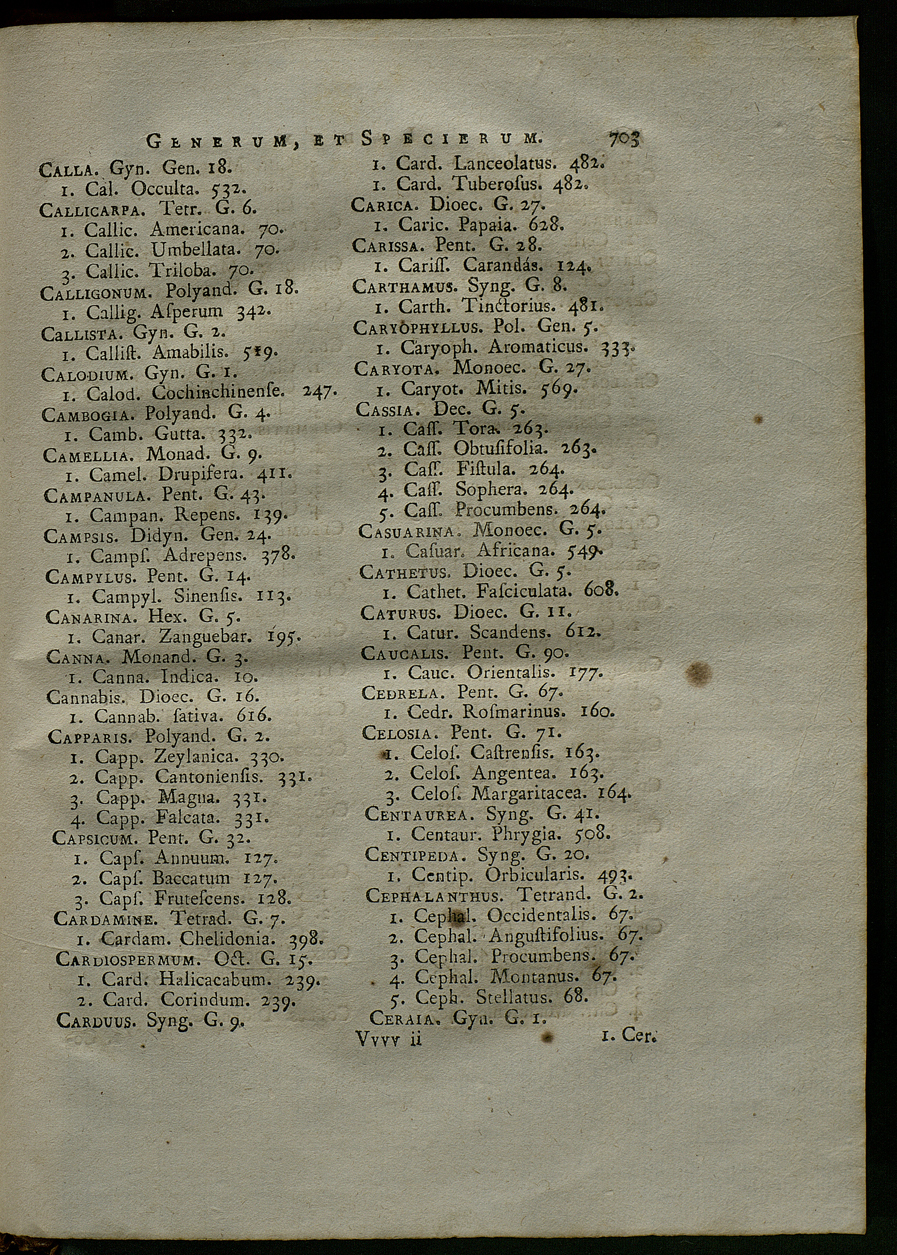 GENERUM, ET SPECIERUM. 703
CALLA. Gyn. Gen. 18.
1. Cal. Occulta. 532.
CALLICARPA. Tetr. G. 6.
1. Callic. Americana. 70.
2. Callic. Umbellata. 70.
3. Callic. Triloba. 70.
CALLIGONUM. Polyand. G. 18.
1. Callig. Aſperum 342.
CALLISTA. Gyn. G. 2.
1. Calliſt. Amabilis. 519.
CALODIUM. Gyn. G. 1.
1. Calod. Cochinchinenſe. 247.
CAMBOGIA. Polyand. G. 4.
1. Camb. Gutta. 332.
CAMELLIA. Monad. G. 9.
1. Camel. Drupifera. 411.
CAMPANULA. Pent. G. 43.
1. Campan. Repens. 139.
CAMPSIS. Didyn. Gen. 24.
1. Campſ. Adrepens. 378.
CAMPYLUS. Pent. G. 14.
1. Campyl. Sinenſis. 113.
CANARINA. Hex. G. 5.
1. Canar. Zanguebar. 195.
CANNA. Monand. G. 3.
1. Canna. Indica. 10.
Cannabis. Dioec. G. 16.
1. Cannab. ſativa. 616.
CAPPARIS. Polyand. G. 2.
1. Capp. Zeylanica. 330.
2. Capp. Cantonienſis. 331.
3. Capp. Magna. 331.
4. Capp. Falcata. 331.
CAPSICUM. Pent. G. 32.
1. Capſ. Annuum. 127.
2. Capſ. Baccatum 127.
3. Capſ. Fruteſcens. 128.
CARDAMINE. Tetrad. G. 7.
1. Cardam. Chelidonia. 398.
CARDIOSPERMUM. Oct. G. 15.
1. Card. Halicacabum. 239.
2. Card. Corindum. 239.
CARDUUS. Syng. G. 9.
1. Card. Lanceolatus. 482.
1. Card. Tuberoſus. 482.
CARICA. Dioec. G. 27.
1. Caric. Papaia. 628.
CARISSA. Pent. G. 28.
1. Cariſſ. Carandás. 124.
CARTHAMUS. Syng. G. 8.
1. Carth. Tinctorius. 481.
CARYOPHYLLUS. Pol. Gen. 5.
1. Caryoph. Aromaticus. 333.
CARYOTA. Monoec. G. 27.
1. Caryot. Mitis. 569.
CASSIA. Dec. G. 5.
1. Caſſ. Tora. 263.
2. Caſſ. Obtuſifolia. 263.
3. Caſſ. Fiſtula. 264.
4. Caſſ. Sophera. 264.
5. Caſſ. Procumbens. 264.
CASUARINA. Monoec. G. 5.
1. Caſuar. Africana. 549.
CATHETUS. Dioec. G. 5.
1. Cathet. Faſciculata. 608.
CATURUS. Dioec. G. 11.
1. Catur. Scandens. 612.
CAUCALIS. Pent. G. 90.
1. Cauc. Orientalis. 177.
CEDRELA. Pent. G. 67.
1. Cedr. Roſmarinus. 160.
CELOSIA. Pent. G. 71.
1. Celoſ. Caſtrenſis. 163.
2. Celoſ. Angentea. 163.
3. Celoſ. Margaritacea. 164.
CENTAUREA. Syng. G. 41.
1. Centaur. Phrygia. 508.
CENTIPEDA. Syng. G. 20.
1. Centip. Orbicularis. 493.
CEPHALANTHUS. Tetrand. G. 2.
1. Cephal. Occidentalis. 67.
2. Cephal. Anguſtifolius. 67.
3. Cephal. Procumbens. 67.
4. Cephal. Montanus. 67.
5. Ceph. Stellatus. 68.
CERAIA. Gyn. G. 1.
Vvvv ii 1. Cer.